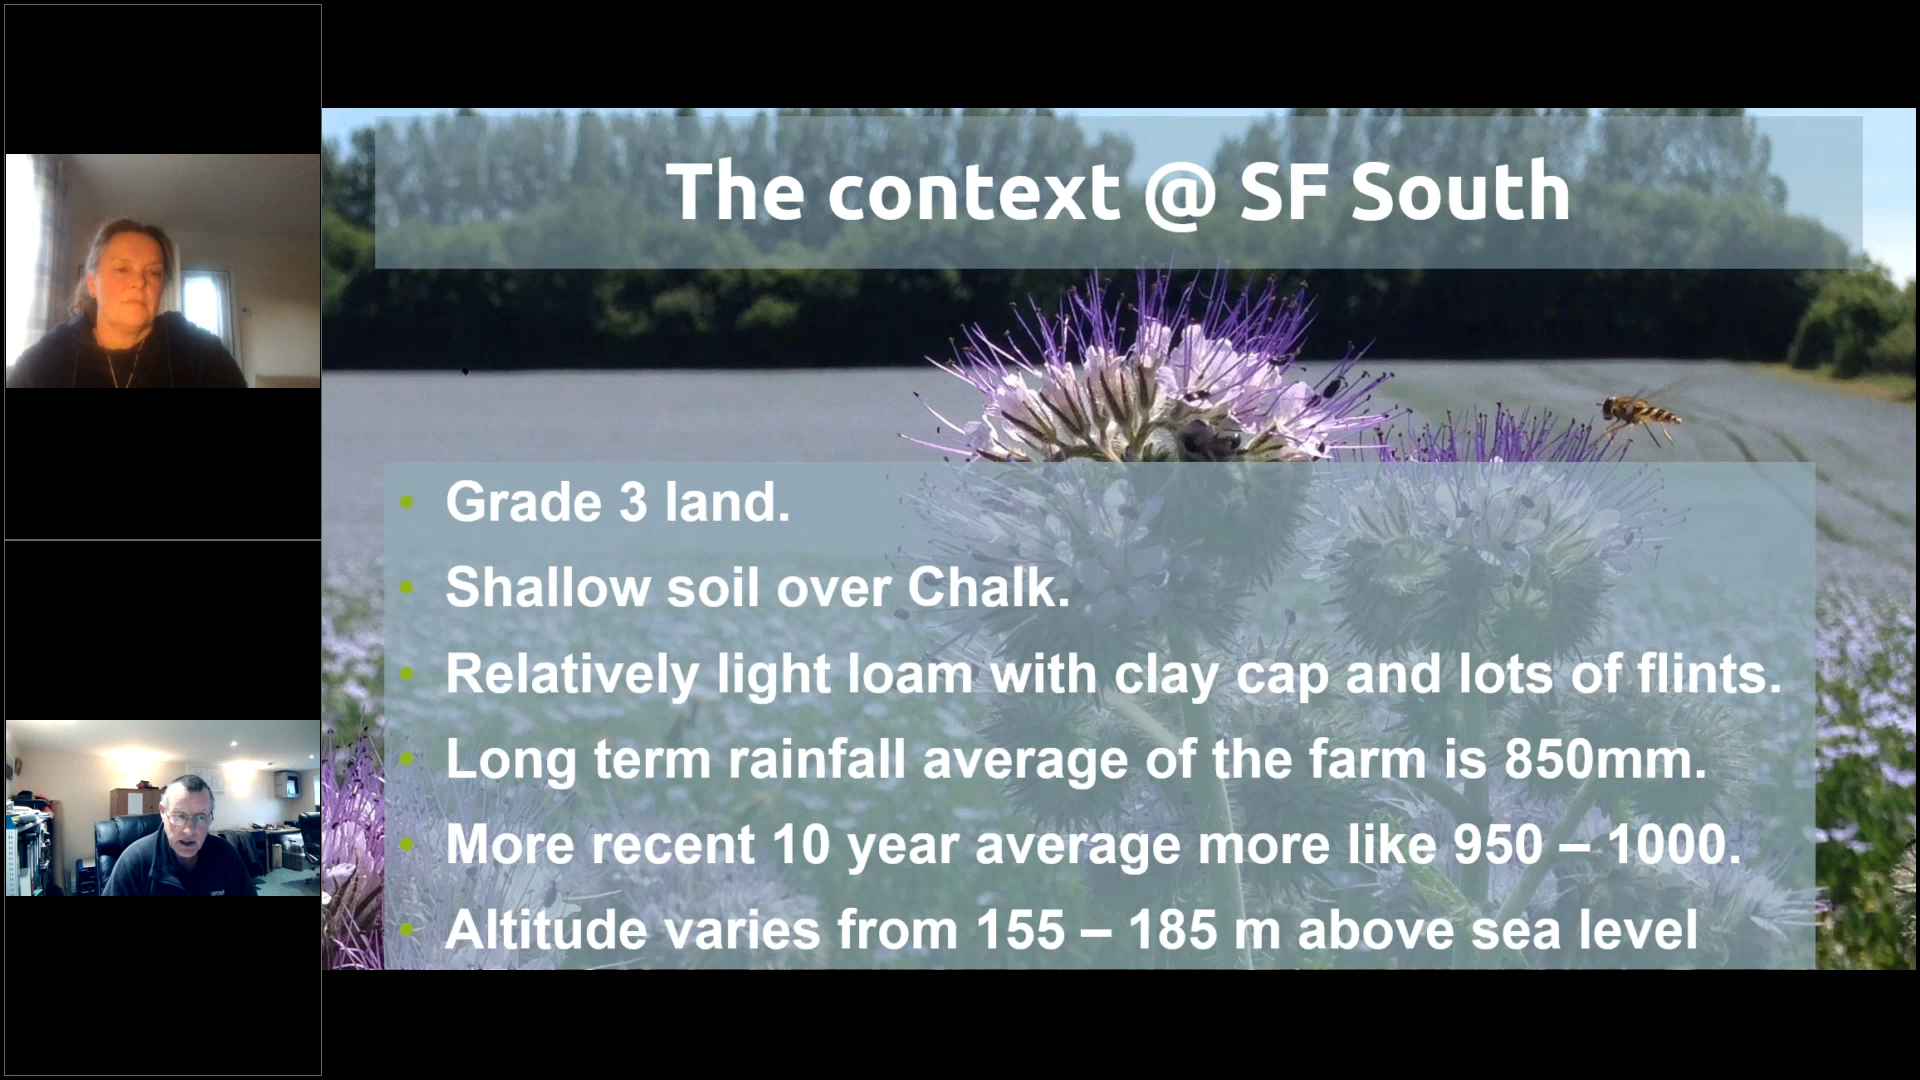 The context @ SF South
Grade 3 land.
Shallow soil over Chalk.
Relatively light loam with clay cap and lots of flints.
Long term rainfall average of the farm is 850mm.
More recent 10 year average more like 950 – 1000.
Altitude varies from 155 – 185 m above sea level